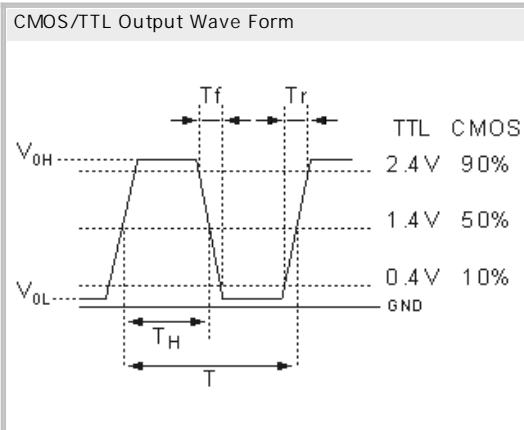 CMOS/TTL Output Wave Form
Tf Tr
TTL CMOS
V0H 2.4V 90%
1.4V 50%
0.4V 10%
V0L GND
TH
T